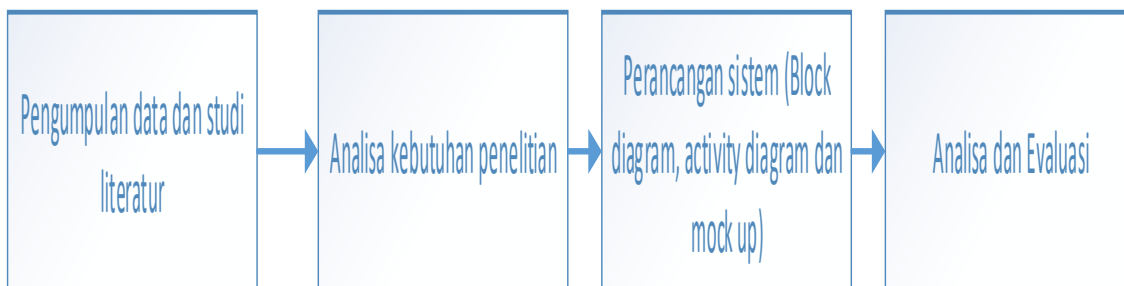 Pengumpulan data dan studi
literatur
Analisa kebutuhan penelitian
Perancangan sistem (Block
diagram, activity diagram dan
mock up)
Analisa dan Evaluasi